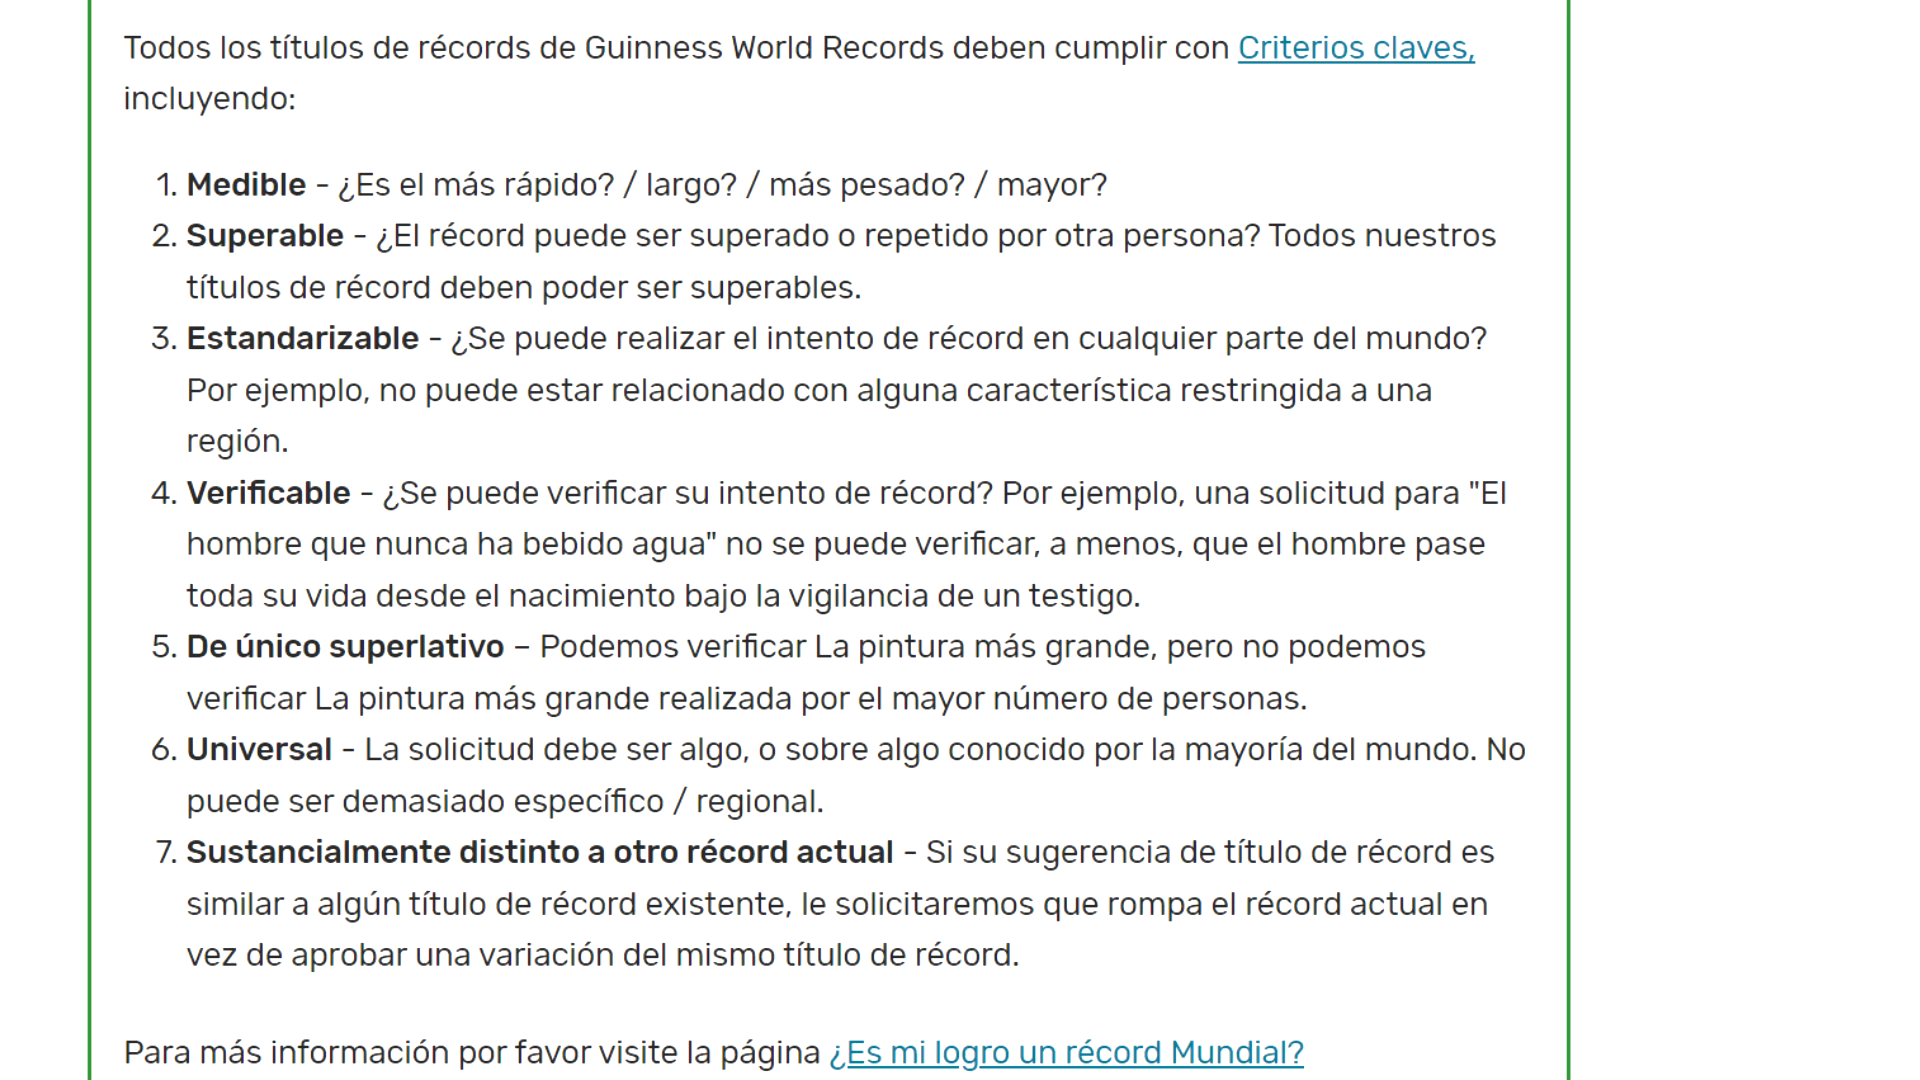 Todos los títulos de récords de Guinness World Records deben cumplir con Criterios claves,
incluyendo:
1. Medible - ¿Es el más rápido? / largo? / más pesado? / mayor?
2. Superable - ¿El récord puede ser superado o repetido por otra persona? Todos nuestros
títulos de récord deben poder ser superables.
3. Estandarizable - ¿Se puede realizar el intento de récord en cualquier parte del mundo?
Por ejemplo, no puede estar relacionado con alguna característica restringida a una
región.
4. Verificable - ¿Se puede verificar su intento de récord? Por ejemplo, una solicitud para "El
hombre que nunca ha bebido agua" no se puede verificar, a menos, que el hombre pase
toda su vida desde el nacimiento bajo la vigilancia de un testigo.
5. De único superlativo – Podemos verificar La pintura más grande, pero no podemos
verificar La pintura más grande realizada por el mayor número de personas.
6. Universal - La solicitud debe ser algo, o sobre algo conocido por la mayoría del mundo. No
puede ser demasiado específico / regional.
7. Sustancialmente distinto a otro récord actual - Si su sugerencia de título de récord es
similar a algún título de récord existente, le solicitaremos que rompa el récord actual en
vez de aprobar una variación del mismo título de récord.
Para más información por favor visite la página ¿Es mi logro un récord Mundial?